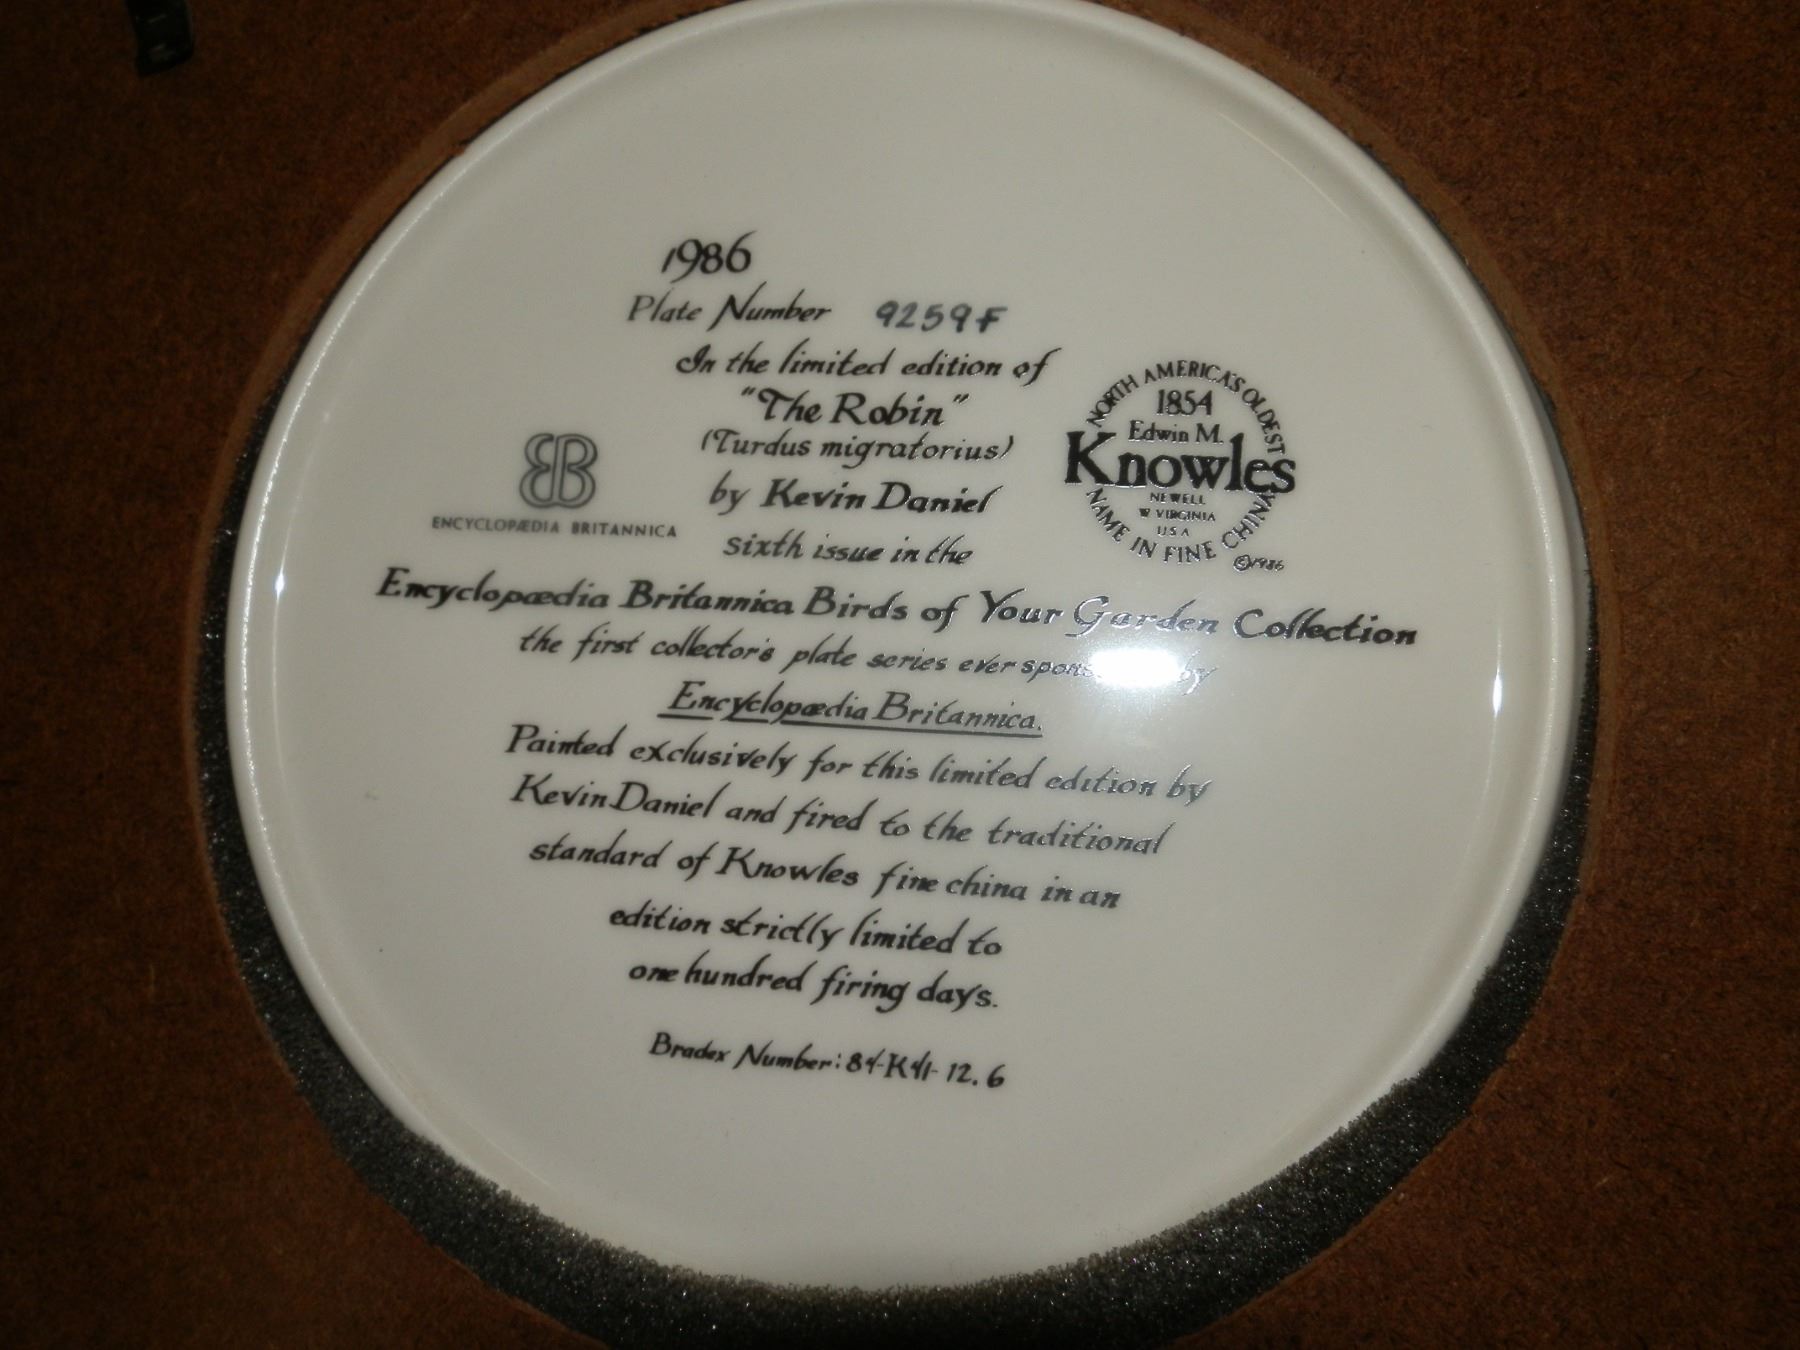 1986
Plate Number 9259F
In the limited edition of
"The Robin"
(Turdus migratorius)
by Kevin Daniel
sixth issue in the
Encyclopædia Britannica Birds of Your Garden Collection
the first collector's plate series ever by
Encyclopædia Britannica.
Painted exclusively for this limited edition by
Kevin Daniel and fired to the traditional
standard of Knowles fine china in an
edition strictly limited to
one hundred firing days.
Bradex Number: 84-K41-12.6
ENCYCLOPÆDIA BRITANNICA
NORTH AMERICA'S OLDEST
1854
Edwin M.
Knowles
NEWELL
W VIRGINIA
USA
NAME IN FINE CHINA
©1986